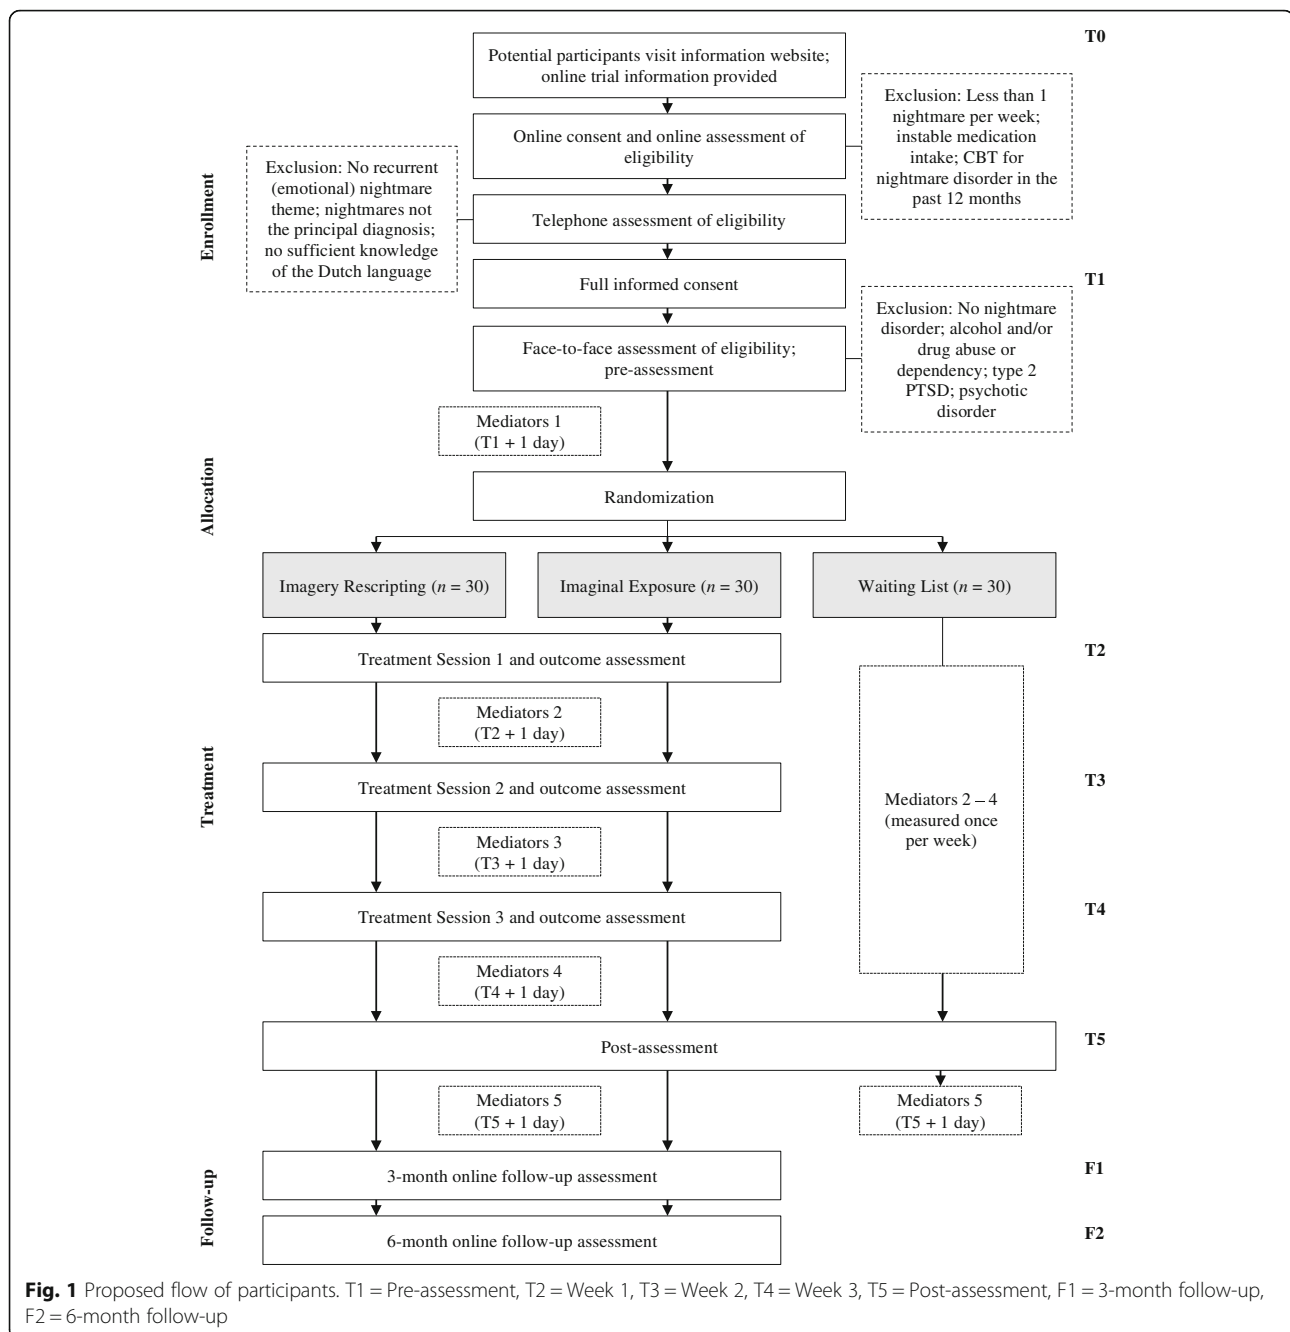 T0
Potential participants visit information website;
online trial information provided
Exclusion: Less than 1
nightmare per week;
instable medication
intake; CBT for
nightmare disorder in the
past 12 months
Online consent and online assessment of
eligibility
Enrollment
Exclusion: No recurrent
(emotional) nightmare
theme; nightmares not
the principal diagnosis;
no sufficient knowledge
of the Dutch language
Telephone assessment of eligibility
T1
Full informed consent
Exclusion: No nightmare
disorder; alcohol and/or
drug abuse or
dependency; type 2
PTSD; psychotic
disorder
Face-to-face assessment of eligibility;
pre-assessment
Mediators 1
(T1 + 1 day)
Allocation
Randomization
Imagery Rescripting (n = 30)
Imaginal Exposure (n = 30)
Waiting List (n = 30)
Treatment
Treatment Session 1 and outcome assessment
T2
Mediators 2
(T2 + 1 day)
Treatment Session 2 and outcome assessment
T3
Mediators 2 – 4
(measured once
per week)
Mediators 3
(T3 + 1 day)
Treatment Session 3 and outcome assessment
T4
Mediators 4
(T4 + 1 day)
Post-assessment
T5
Mediators 5
(T5 + 1 day)
Mediators 5
(T5 + 1 day)
Follow-up
3-month online follow-up assessment
F1
6-month online follow-up assessment
F2
Fig. 1 Proposed flow of participants. T1 = Pre-assessment, T2 = Week 1, T3 = Week 2, T4 = Week 3, T5 = Post-assessment, F1 = 3-month follow-up,
F2 = 6-month follow-up